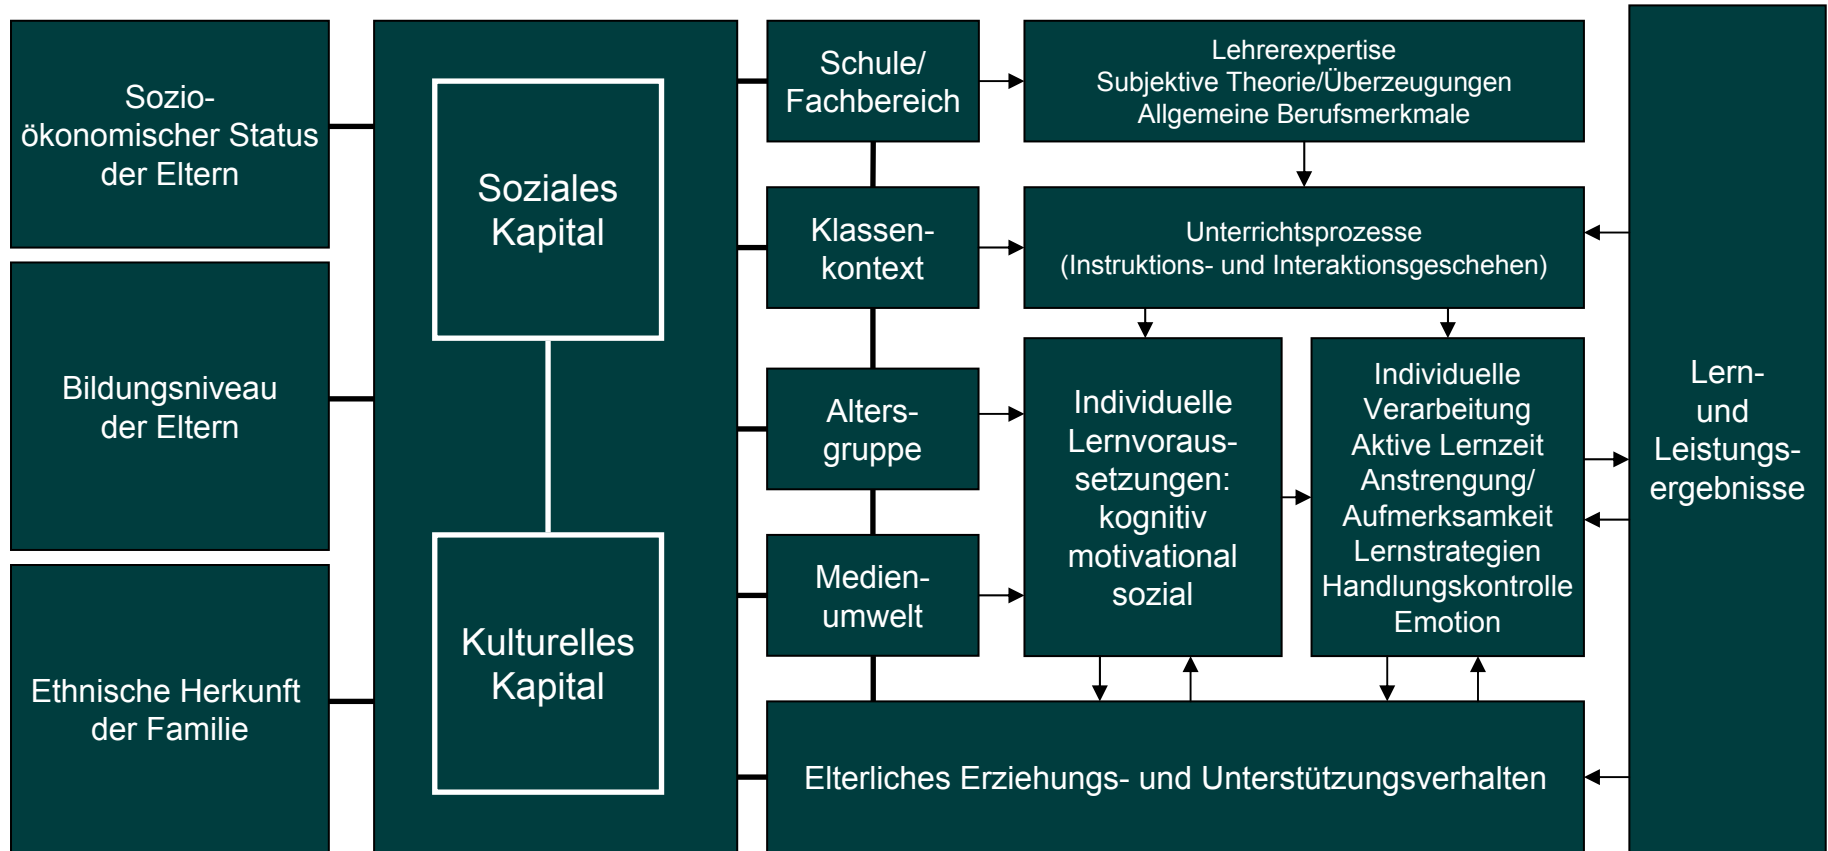 Sozio-
ökonomischer Status
der Eltern
Bildungsniveau
der Eltern
Ethnische Herkunft
der Familie
Soziales
Kapital
Kulturelles
Kapital
Schule/
Fachbereich
Klassen-
kontext
Alters-
gruppe
Medien-
umwelt
Lehrerexpertise
Subjektive Theorie/Überzeugungen
Allgemeine Berufsmerkmale
Unterrichtsprozesse
(Instruktions- und Interaktionsgeschehen)
Individuelle
Lernvoraus-
setzungen:
kognitiv
motivational
sozial
Individuelle
Verarbeitung
Aktive Lernzeit
Anstrengung/
Aufmerksamkeit
Lernstrategien
Handlungskontrolle
Emotion
Elterliches Erziehungs- und Unterstützungsverhalten
Lern-
und
Leistungs-
ergebnisse